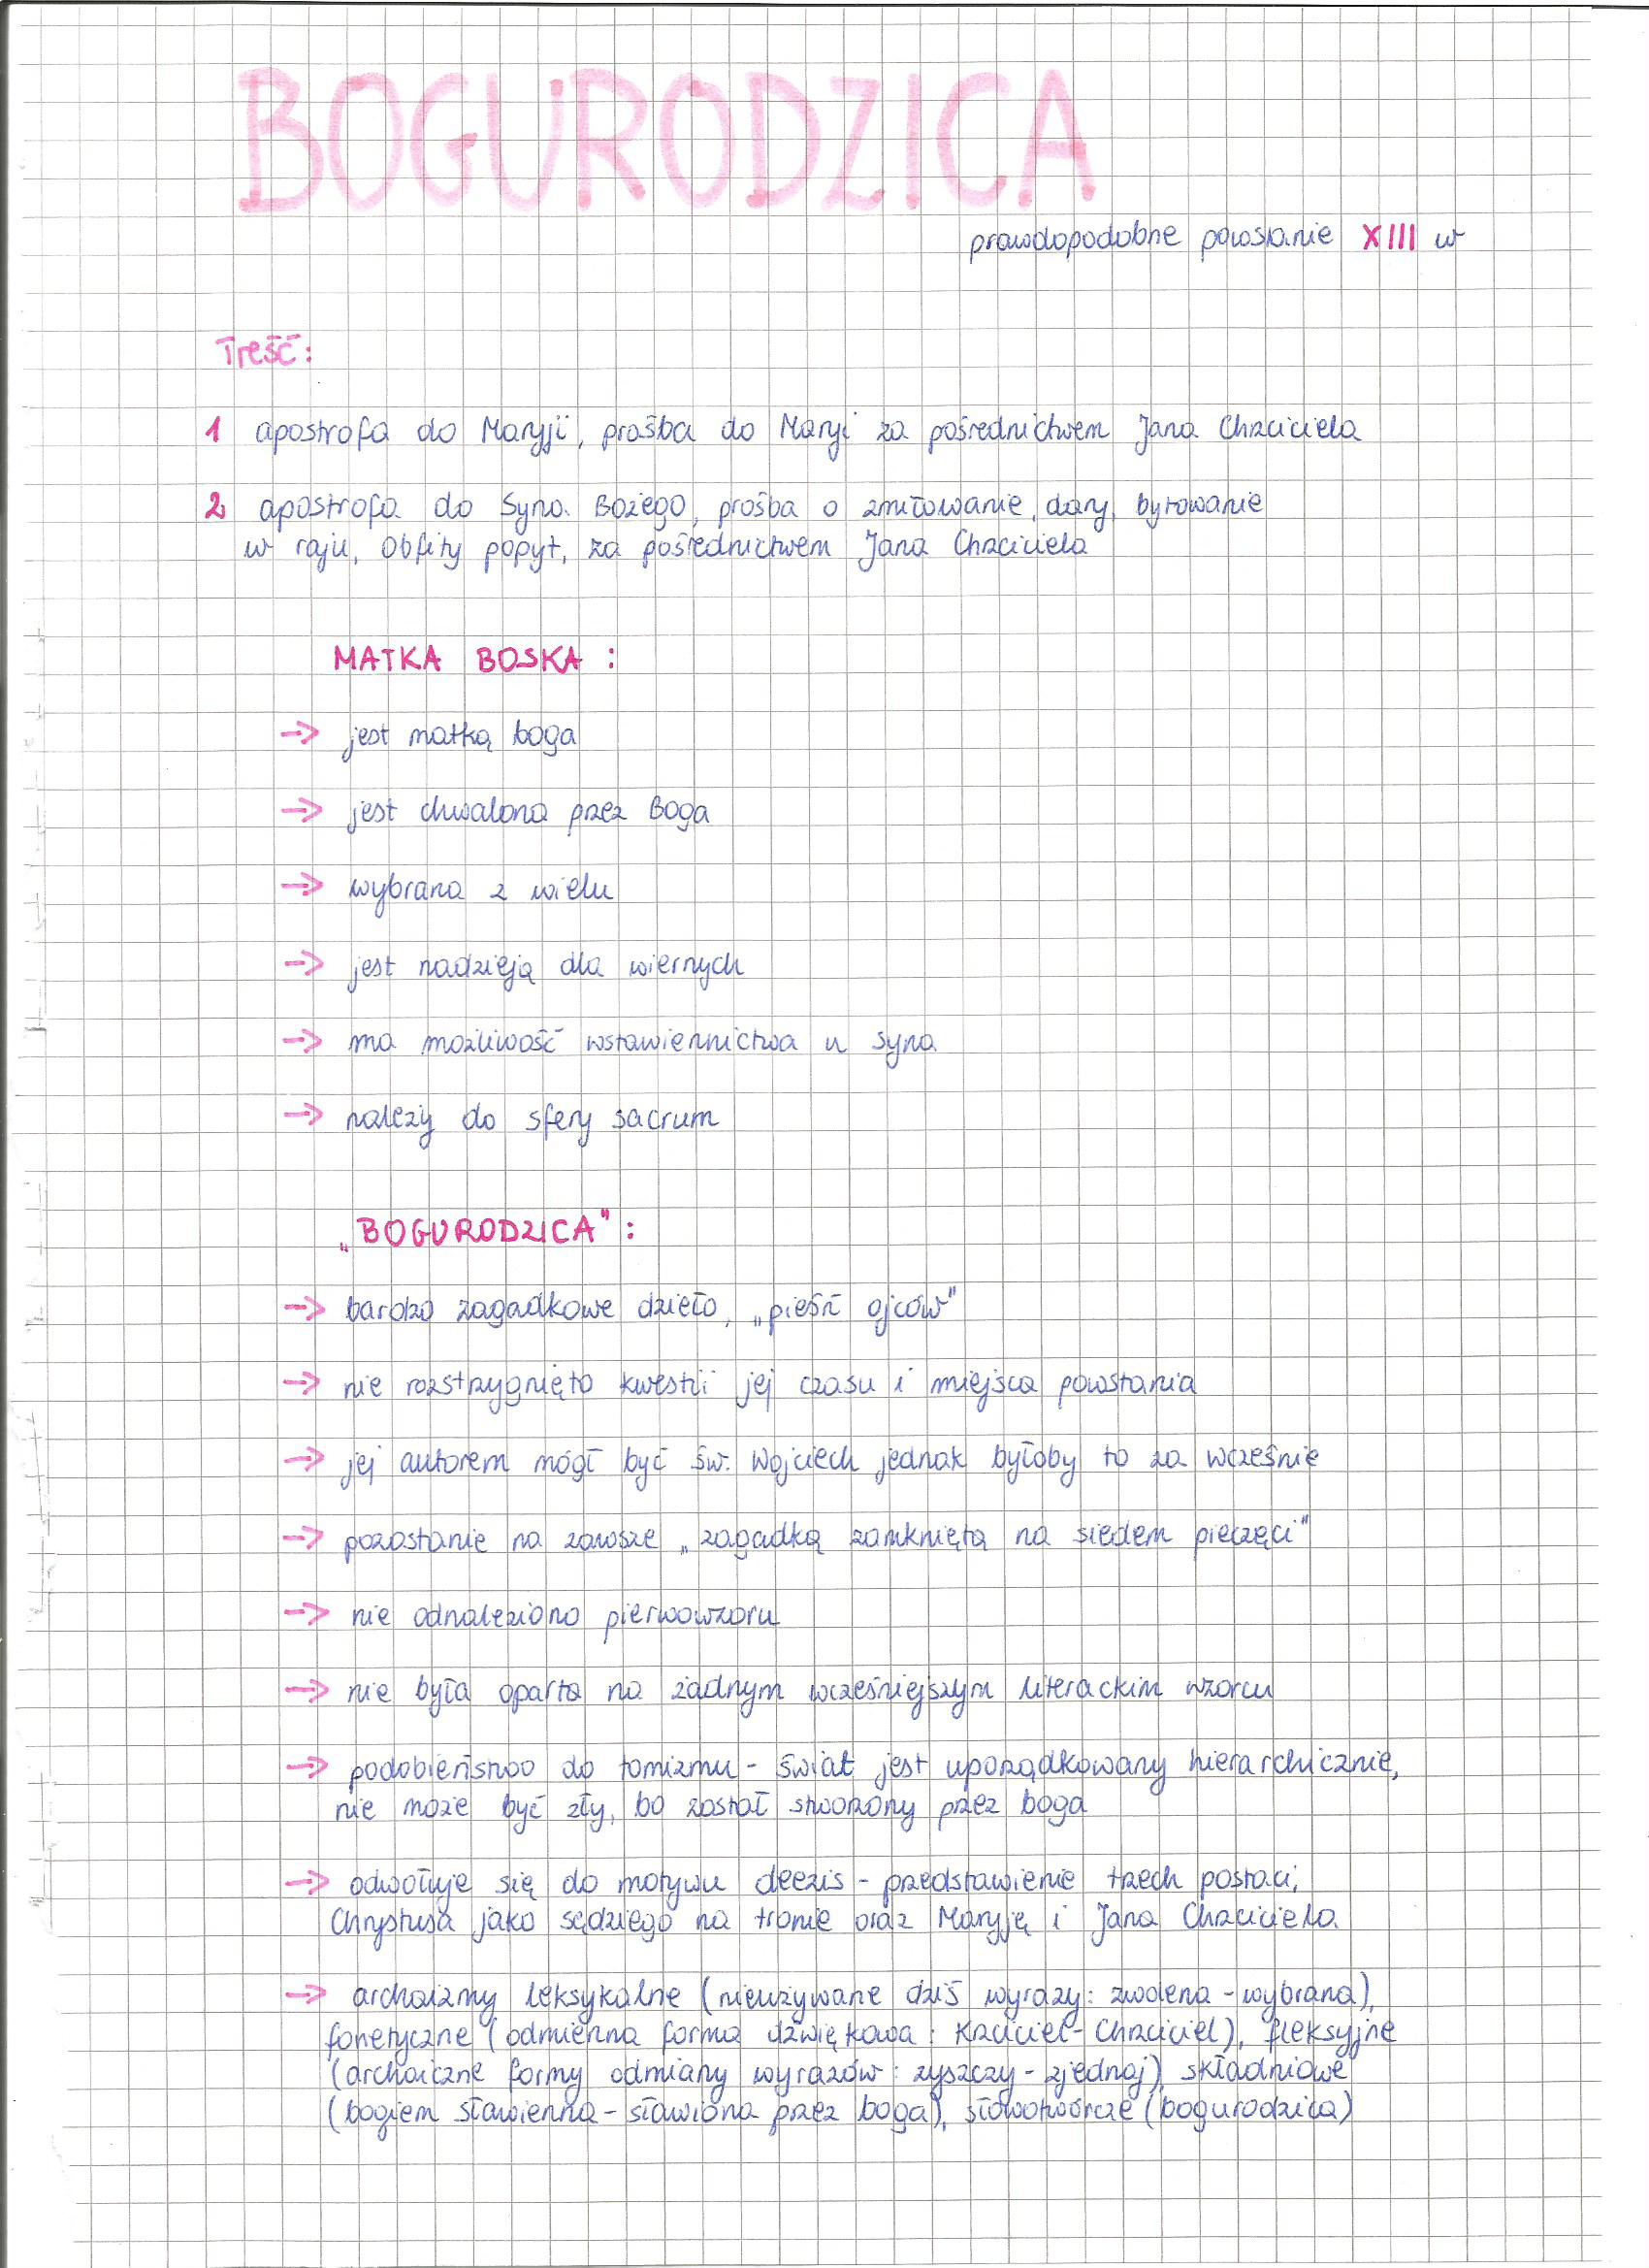 BOGURODZICA
prawdopodobne powstanie XIII w
Treść:
1 apostrofa do Maryji, prośba do Maryi za pośrednictwem Jana Chrzciciela
2 apostrofa do Syna Bożego, prośba o zmiłowanie, dary, bytowanie
w raju, Obfity popyt, za pośrednictwem Jana Chrzciciela
MATKA BOSKA :
-> jest matką boga
-> jest chwalona przez Boga
-> wybrana z wielu
-> jest nadzieją dla wiernych
-> ma możliwość wstawiennictwa u syna
-> należy do sfery sacrum
„BOGURODZICA" :
-> bardzo zagadkowe dzieło, „pieśń ojców"
-> nie rozstrzygnięto kwestii jej czasu i miejsca powstania
-> jej autorem mógł być św. Wojciech jednak byłoby to za wcześnie
-> pozostanie na zawsze „zagadką zamkniętą na siedem pieczęci"
-> nie odnaleziono pierwowzoru
-> nie była oparta na żadnym wcześniejszym literackim wzorcu
-> podobieństwo do tomizmu - świat jest uporządkowany hierarchicznie,
nie może być zły, bo został stworzony przez boga
-> odwołuje się do motywu deezis - przedstawienie trzech postaci,
Chrystusa jako sędziego na tronie oraz Maryję i Jana Chrzciciela
-> archaizmy leksykalne (nieużywane dziś wyrazy: zwolena - wybrana),
fonetyczne (odmienna forma dźwiękowa : Krzciciel - Chrzciciel), fleksyjne
(archaiczne formy odmiany wyrazów : zyszczy - zjednaj), składniowe
(bogiem sławienna - sławiona przez boga), słowotwórcze (bogurodzica)